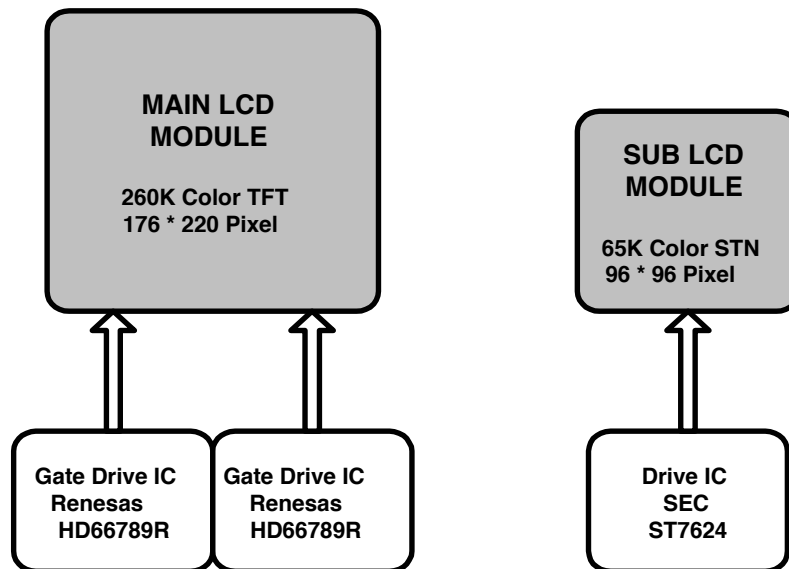 MAIN LCD
MODULE
260K Color TFT
176 * 220 Pixel
SUB LCD
MODULE
65K Color STN
96 * 96 Pixel
Gate Drive IC
Renesas
HD66789R
Gate Drive IC
Renesas
HD66789R
Drive IC
SEC
ST7624